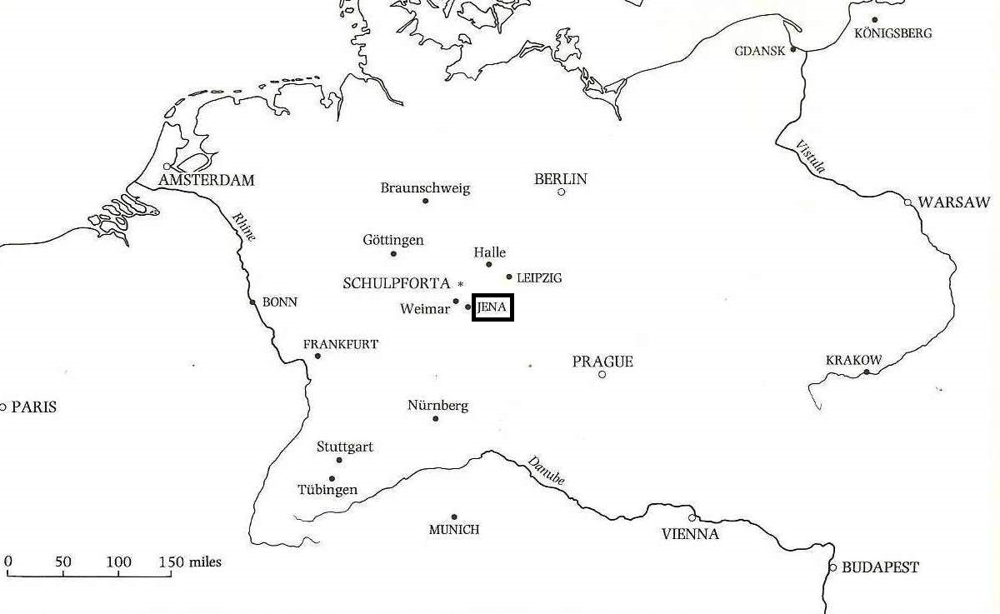 KÖNIGSBERG
GDANSK
Vistula
AMSTERDAM
BERLIN
Braunschweig
WARSAW
Rhine
Göttingen
Halle
LEIPZIG
SCHULPFORTA *
Weimar
JENA
BONN
FRANKFURT
PRAGUE
KRAKOW
PARIS
Nürnberg
Stuttgart
Danube
Tübingen
MUNICH
VIENNA
0 50 100 150 miles
BUDAPEST